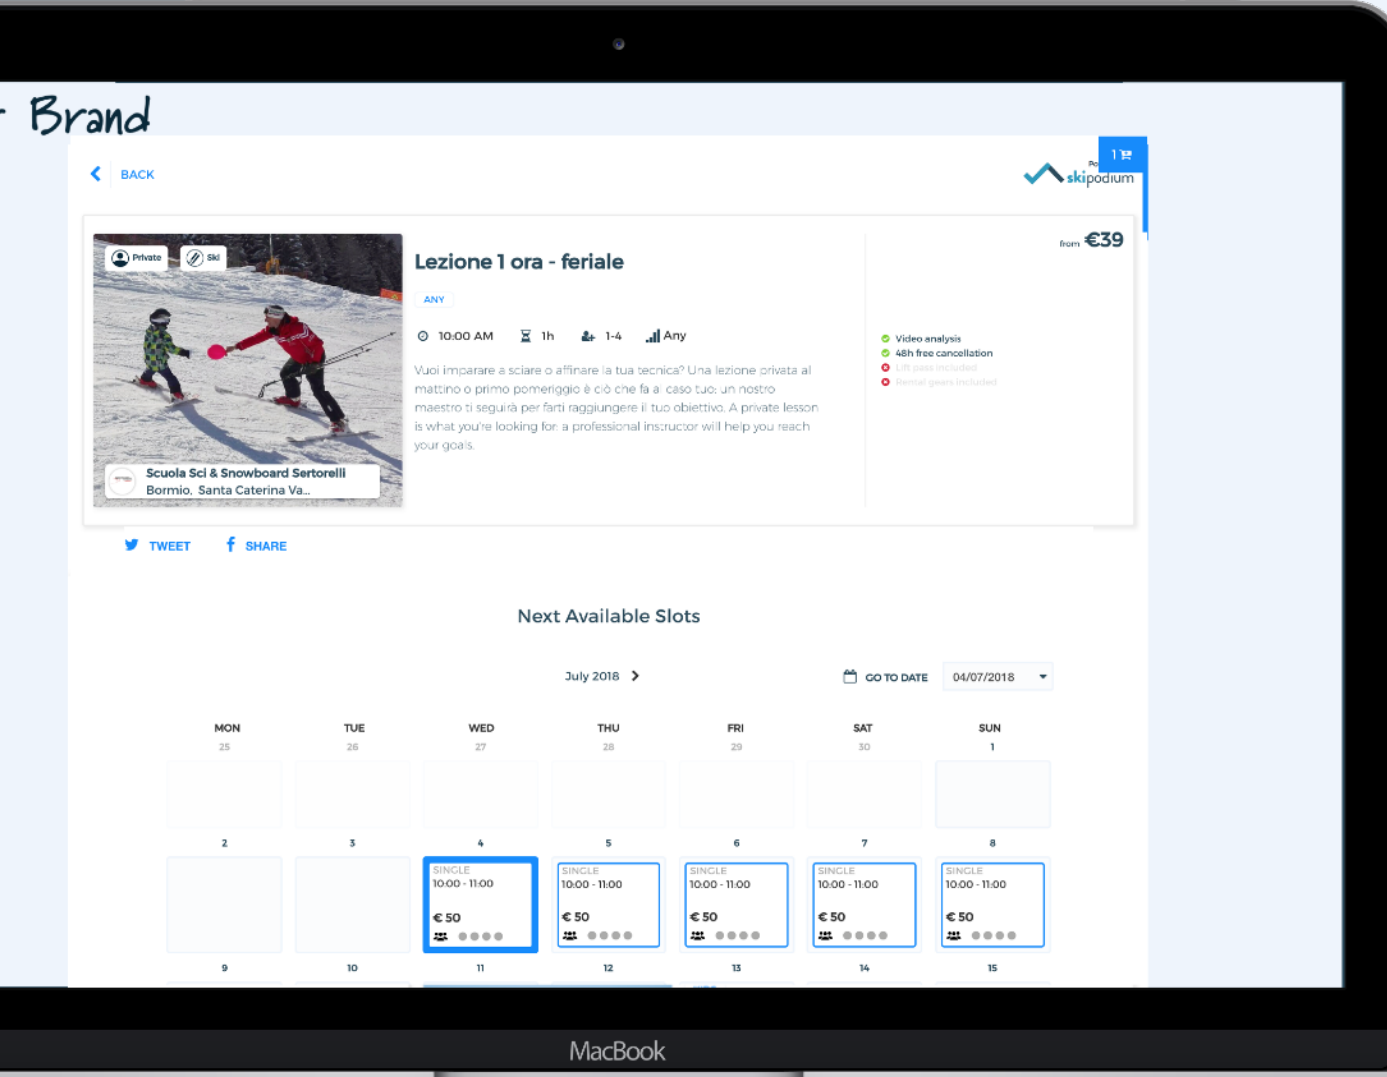 Brand
BACK
1
skipodium
Private
Ski
Scuola Sci & Snowboard Sertorelli
Bormio, Santa Caterina Va...
Lezione 1 ora - feriale
ANY
10:00 AM 1h 1-4 Any
Vuoi imparare a sciare o affinare la tua tecnica? Una lezione privata al
mattino o primo pomeriggio è ciò che fa al caso tuo: un nostro
maestro ti seguirà per farti raggiungere il tuo obiettivo. A private lesson
is what you're looking for: a professional instructor will help you reach
your goals.
from €39
Video analysis
48h free cancellation
Lift pass included
Rental gears included
TWEET SHARE
Next Available Slots
July 2018
GO TO DATE 04/07/2018
MON TUE WED THU FRI SAT SUN
25 26 27 28 29 30 1
2 3 4 5 6 7 8
SINGLE SINGLE SINGLE SINGLE SINGLE
10:00 - 11:00 10:00 - 11:00 10:00 - 11:00 10:00 - 11:00 10:00 - 11:00
€ 50 € 50 € 50 € 50 € 50
9 10 11 12 13 14 15
MacBook